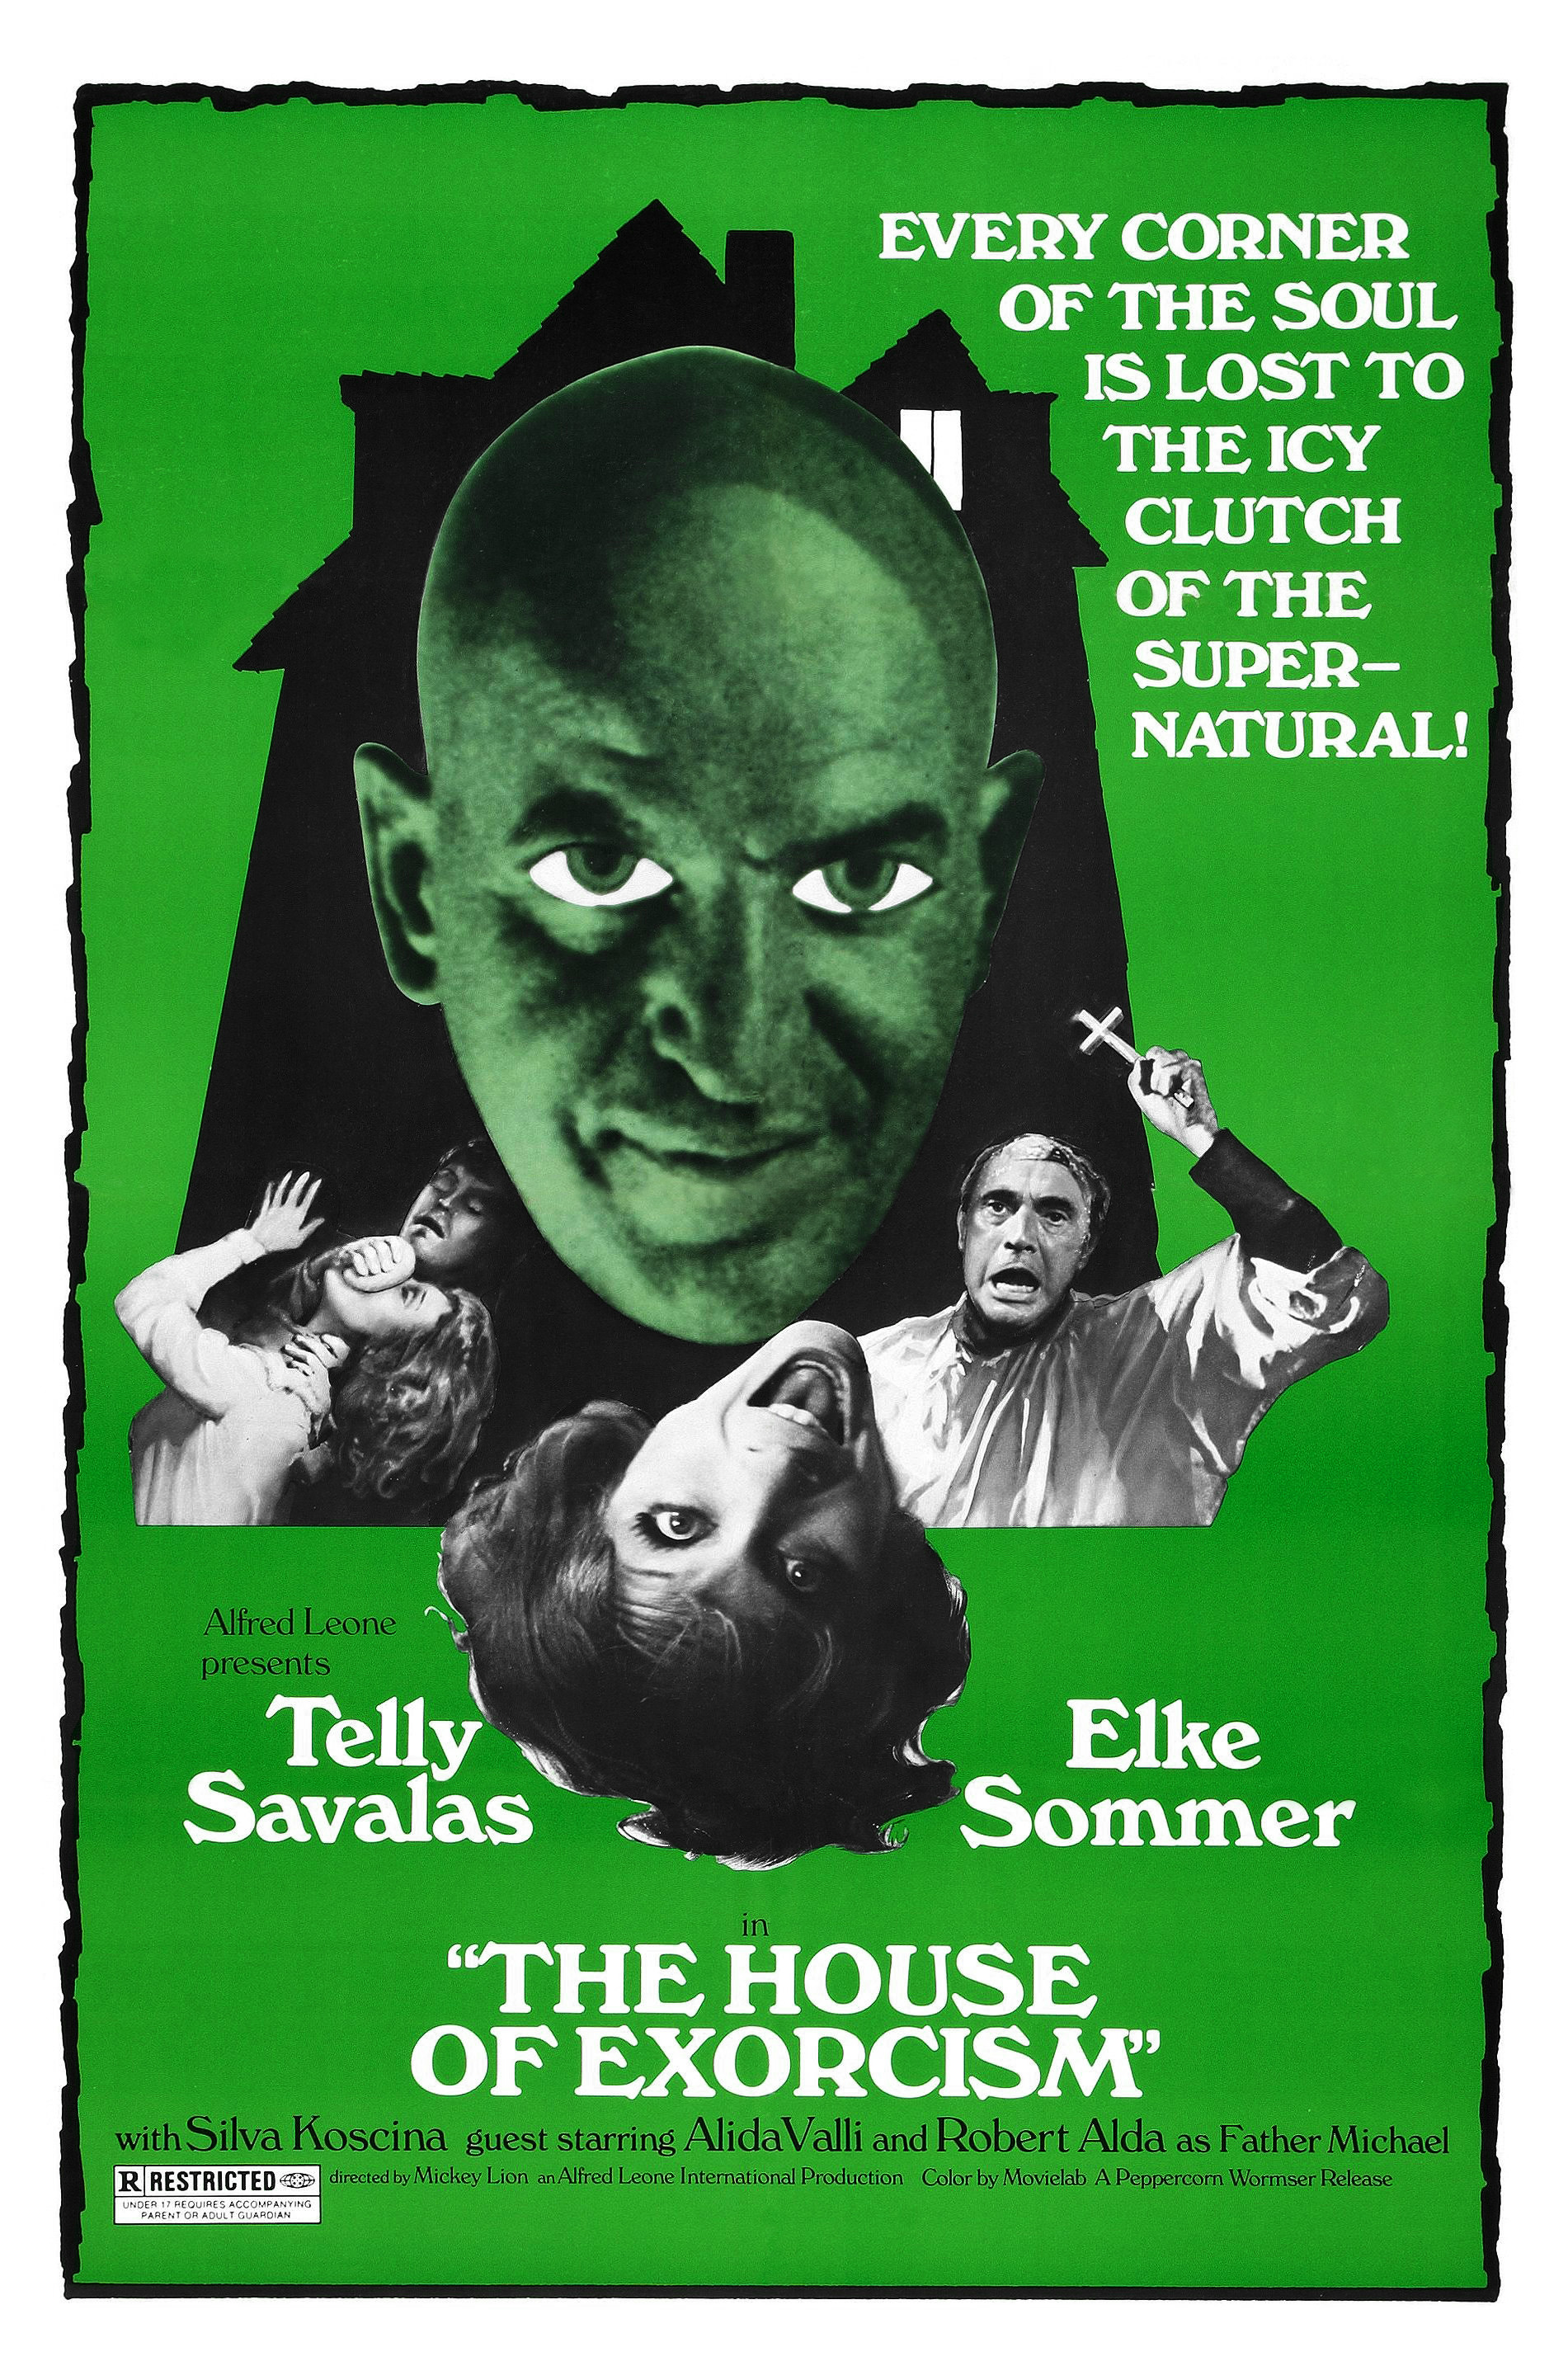 EVERY CORNER
OF THE SOUL
IS LOST TO
THE ICY
CLUTCH
OF THE
SUPER–
NATURAL!
Alfred Leone
presents
Telly
Savalas
Elke
Sommer
in
“THE HOUSE
OF EXORCISM”
with Silva Koscina guest starring Alida Valli and Robert Alda as Father Michael
R RESTRICTED
UNDER 17 REQUIRES ACCOMPANYING
PARENT OR ADULT GUARDIAN
directed by Mickey Lion an Alfred Leone International Production Color by Movielab A Peppercorn Wormser Release